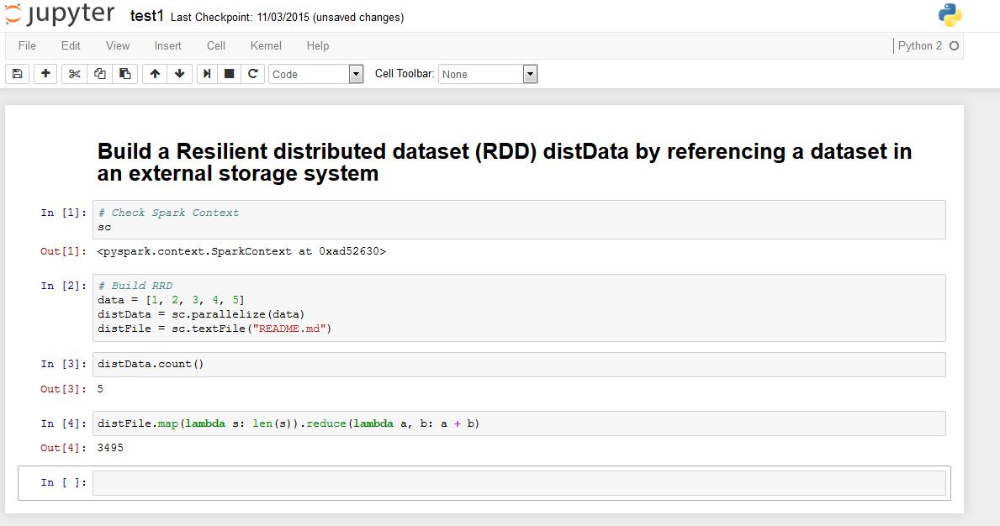 jupyter test1 Last Checkpoint: 11/03/2015 (unsaved changes)
File Edit View Insert Cell Kernel Help Python 2
Code Cell Toolbar: None
Build a Resilient distributed dataset (RDD) distData by referencing a dataset in
an external storage system
In [1]: # Check Spark Context
sc
Out[1]: <pyspark.context.SparkContext at 0xad52630>
In [2]: # Build RRD
data = [1, 2, 3, 4, 5]
distData = sc.parallelize(data)
distFile = sc.textFile("README.md")
In [3]: distData.count()
Out[3]: 5
In [4]: distFile.map(lambda s: len(s)).reduce(lambda a, b: a + b)
Out[4]: 3495
In [ ]: